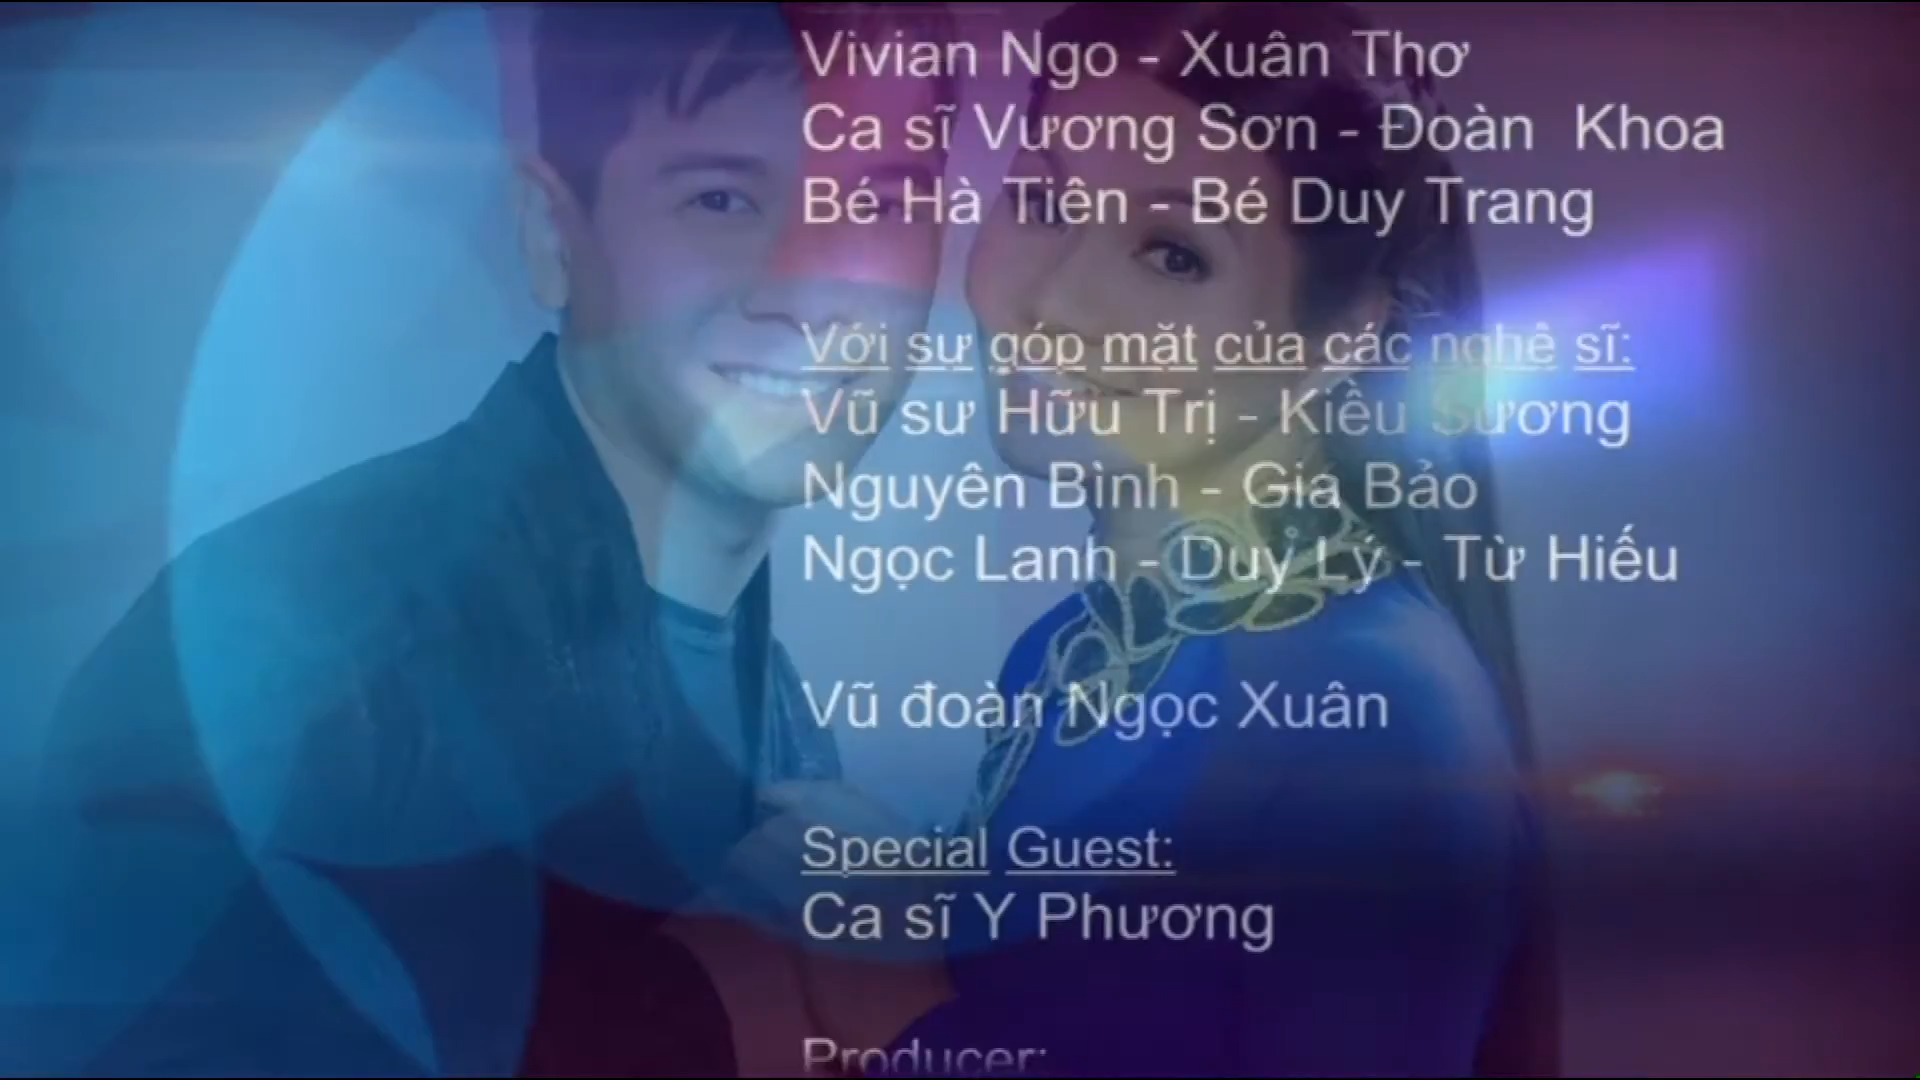 Vivian Ngo - Xuân Thơ
Ca sĩ Vương Sơn - Đoàn Khoa
Bé Hà Tiên - Bé Duy Trang
Với sự góp mặt của các nghê sĩ:
Vũ sư Hữu Trị - Kiều Sương
Nguyên Bình - Gia Bảo
Ngọc Lanh - Duy Lý - Từ Hiếu
Vũ đoàn Ngọc Xuân
Special Guest:
Ca sĩ Y Phương
Producer: